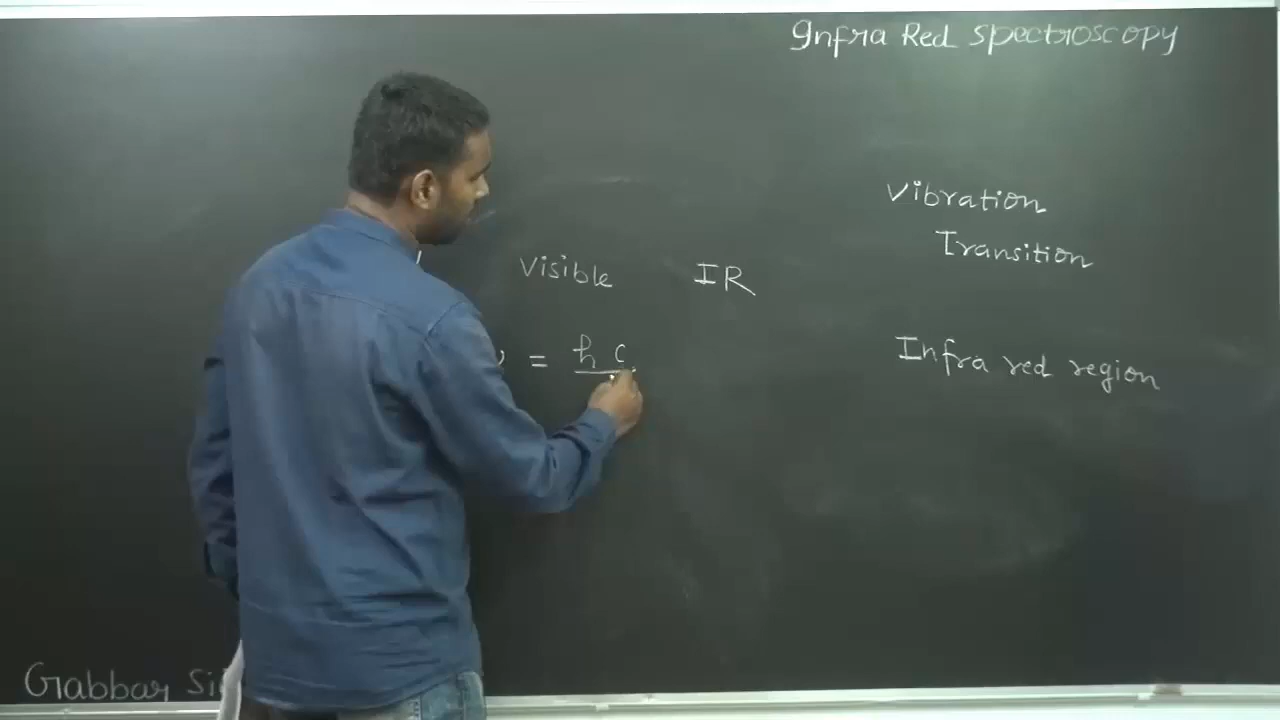 Infra Red Spectroscopy
Vibration
Transition
Visible IR
ν = h c
Infra red region
Gabbar